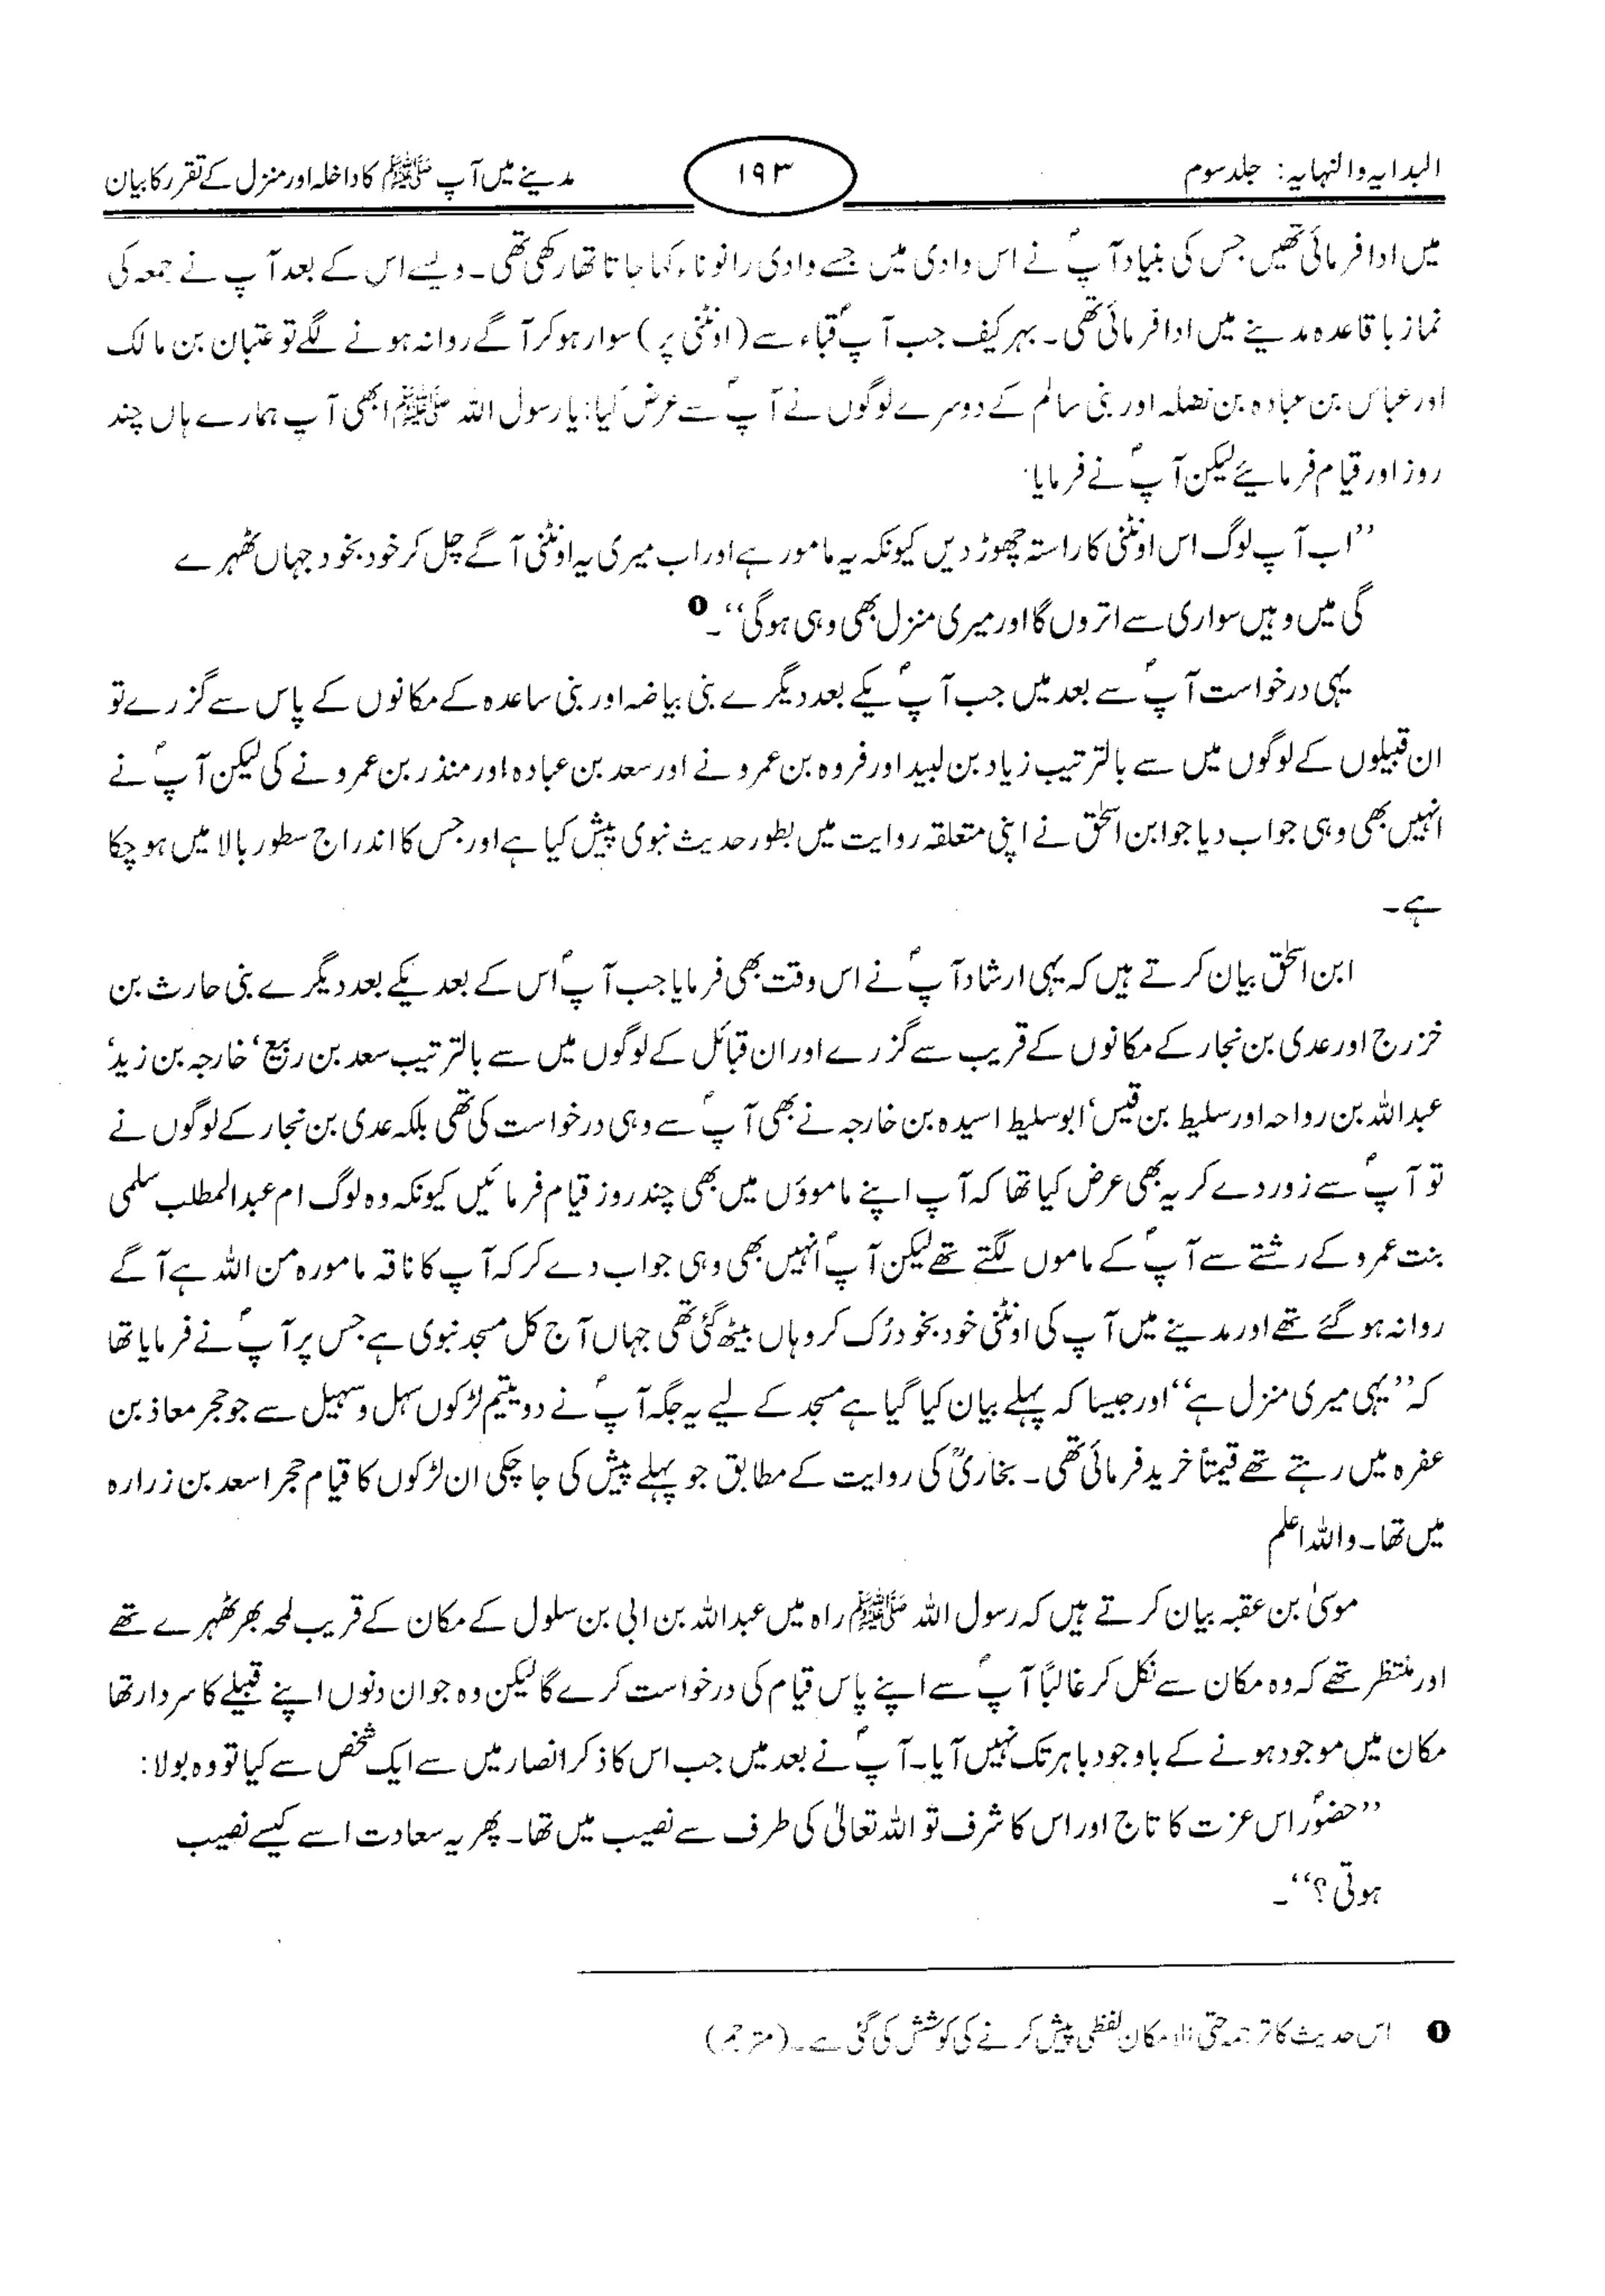 البدایہ والنہایہ: جلد سوم
۱۹۳
مدینے میں آپ ﷺ کا داخلہ اور منزل کے تقرر کا بیان
میں ادا فرمائی تھیں جس کی بنیاد آپؐ نے اس وادی میں جسے وادی رانوناء کہا جاتا تھا رکھی تھی۔ ویسے اس کے بعد آپ نے جمعہ کی
نماز باقاعدہ مدینے میں ادا فرمائی تھی۔ بہرکیف جب آپؐ قباء سے (اونٹنی پر) سوار ہو کر آگے روانہ ہونے لگے تو عتبان بن مالک
اور عباس بن عبادہ بن نضلہ اور بنی سالم کے دوسرے لوگوں نے آپؐ سے عرض کیا: یا رسول اللہ ﷺ ابھی آپ ہمارے ہاں چند
روز اور قیام فرمائیے لیکن آپؐ نے فرمایا:
’’اب آپ لوگ اس اونٹنی کا راستہ چھوڑ دیں کیونکہ یہ مامور ہے اور اب میری یہ اونٹنی آگے چل کر خود بخود جہاں ٹھہرے
گی میں وہیں سواری سے اتروں گا اور میری منزل بھی وہی ہوگی‘‘۔ ❶
یہی درخواست آپؐ سے بعد میں جب آپؐ یکے بعد دیگرے بنی بیاضہ اور بنی ساعدہ کے مکانوں کے پاس سے گزرے تو
ان قبیلوں کے لوگوں میں سے بالترتیب زیاد بن لبید اور فروہ بن عمرو نے اور سعد بن عبادہ اور منذر بن عمرو نے کی لیکن آپؐ نے
انہیں بھی وہی جواب دیا جو ابن اسحٰق نے اپنی متعلقہ روایت میں بطور حدیث نبوی پیش کیا ہے اور جس کا اندراج سطور بالا میں ہو چکا
ہے۔
ابن اسحٰق بیان کرتے ہیں کہ یہی ارشاد آپؐ نے اس وقت بھی فرمایا جب آپؐ اس کے بعد یکے بعد دیگرے بنی حارث بن
خزرج اور عدی بن نجار کے مکانوں کے قریب سے گزرے اور ان قبائل کے لوگوں میں سے بالترتیب سعد بن ربیع‘ خارجہ بن زید‘
عبداللہ بن رواحہ اور سلیط بن قیس‘ ابوسلیط اسیدہ بن خارجہ نے بھی آپؐ سے وہی درخواست کی تھی بلکہ عدی بن نجار کے لوگوں نے
تو آپؐ سے زور دے کر یہ بھی عرض کیا تھا کہ آپ اپنے ماموؤں میں بھی چند روز قیام فرمائیں کیونکہ وہ لوگ ام عبدالمطلب سلمی
بنت عمرو کے رشتے سے آپؐ کے ماموں لگتے تھے لیکن آپؐ انہیں بھی وہی جواب دے کر کہ آپ کا ناقہ مامورہ من اللہ ہے آگے
روانہ ہو گئے تھے اور مدینے میں آپ کی اونٹنی خود بخود رُک کر وہاں بیٹھ گئی تھی جہاں آج کل مسجد نبوی ہے جس پر آپؐ نے فرمایا تھا
کہ ’’یہی میری منزل ہے‘‘ اور جیسا کہ پہلے بیان کیا گیا ہے مسجد کے لیے یہ جگہ آپؐ نے دو یتیم لڑکوں سہل و سہیل سے جو حجر معاذ بن
عفرہ میں رہتے تھے قیمتاً خرید فرمائی تھی۔ بخاریؒ کی روایت کے مطابق جو پہلے پیش کی جا چکی ان لڑکوں کا قیام حجر اسعد بن زرارہ
میں تھا۔ واللہ اعلم
موسیٰ بن عقبہ بیان کرتے ہیں کہ رسول اللہ ﷺ راہ میں عبداللہ بن ابی بن سلول کے مکان کے قریب لمحہ بھر ٹھہرے تھے
اور منتظر تھے کہ وہ مکان سے نکل کر غالباً آپؐ سے اپنے پاس قیام کی درخواست کرے گا لیکن وہ جو ان دنوں اپنے قبیلے کا سردار تھا
مکان میں موجود ہونے کے باوجود باہر تک نہیں آیا۔ آپؐ نے بعد میں جب اس کا ذکر انصار میں سے ایک شخص سے کیا تو وہ بولا:
’’حضورؐ اس عزت کا تاج اور اس کا شرف تو اللہ تعالیٰ کی طرف سے نصیب میں تھا۔ پھر یہ سعادت اسے کیسے نصیب
ہوتی؟‘‘۔
❶ اس حدیث کا ترجمہ حتی الامکان لفظی پیش کرنے کی کوشش کی گئی ہے۔ (مترجم)